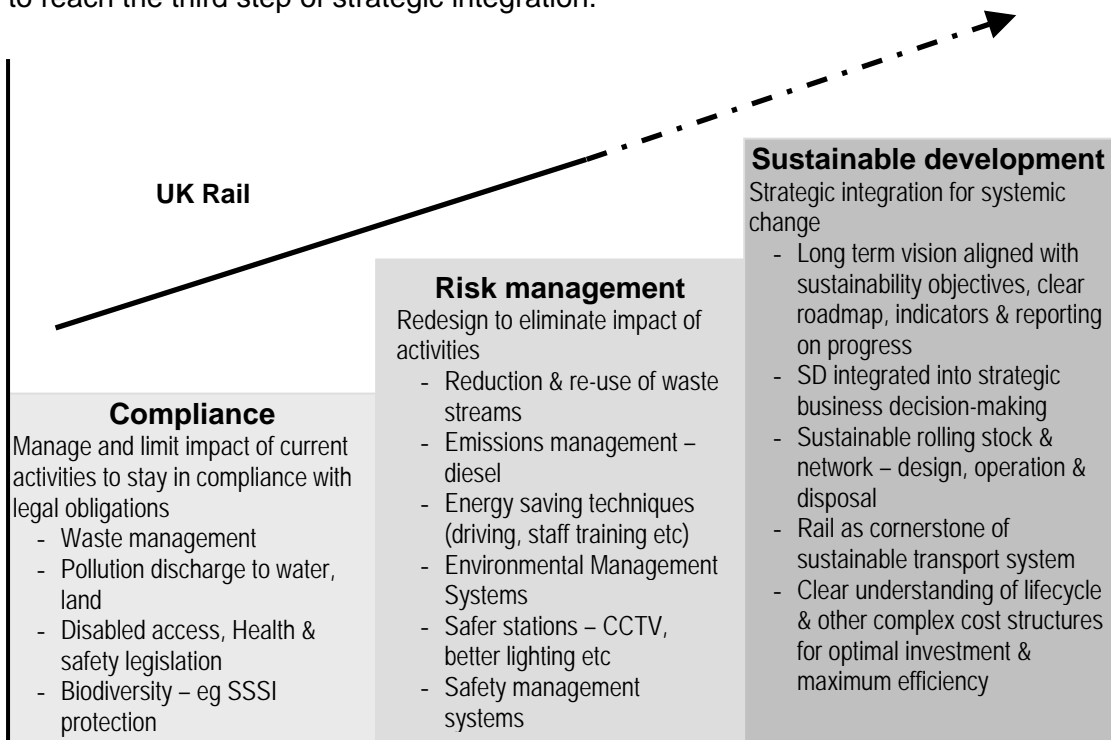 to reach the third step of strategic integration.
UK Rail
Compliance
Manage and limit impact of current
activities to stay in compliance with
legal obligations
- Waste management
- Pollution discharge to water,
land
- Disabled access, Health &
safety legislation
- Biodiversity – eg SSSI
protection
Risk management
Redesign to eliminate impact of
activities
- Reduction & re-use of waste
streams
- Emissions management –
diesel
- Energy saving techniques
(driving, staff training etc)
- Environmental Management
Systems
- Safer stations – CCTV,
better lighting etc
- Safety management
systems
Sustainable development
Strategic integration for systemic
change
- Long term vision aligned with
sustainability objectives, clear
roadmap, indicators & reporting
on progress
- SD integrated into strategic
business decision-making
- Sustainable rolling stock &
network – design, operation &
disposal
- Rail as cornerstone of
sustainable transport system
- Clear understanding of lifecycle
& other complex cost structures
for optimal investment &
maximum efficiency